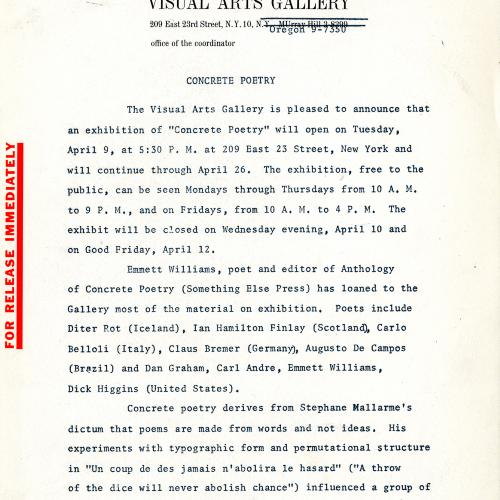 VISUAL ARTS GALLERY
209 East 23rd Street, N.Y. 10, N.Y. MUrray Hill 3-8299
Oregon 9-7350
office of the coordinator
CONCRETE POETRY
FOR RELEASE IMMEDIATELY
The Visual Arts Gallery is pleased to announce that
an exhibition of "Concrete Poetry" will open on Tuesday,
April 9, at 5:30 P. M. at 209 East 23 Street, New York and
will continue through April 26. The exhibition, free to the
public, can be seen Mondays through Thursdays from 10 A. M.
to 9 P. M., and on Fridays, from 10 A. M. to 4 P. M. The
exhibit will be closed on Wednesday evening, April 10 and
on Good Friday, April 12.
Emmett Williams, poet and editor of Anthology
of Concrete Poetry (Something Else Press) has loaned to the
Gallery most of the material on exhibition. Poets include
Diter Rot (Iceland), Ian Hamilton Finlay (Scotland), Carlo
Belloli (Italy), Claus Bremer (Germany), Augusto De Campos
(Brazil) and Dan Graham, Carl Andre, Emmett Williams,
Dick Higgins (United States).
Concrete poetry derives from Stephane Mallarme's
dictum that poems are made from words and not ideas. His
experiments with typographic form and permutational structure
in "Un coup de des jamais n'abolira le hasard" ("A throw
of the dice will never abolish chance") influenced a group of